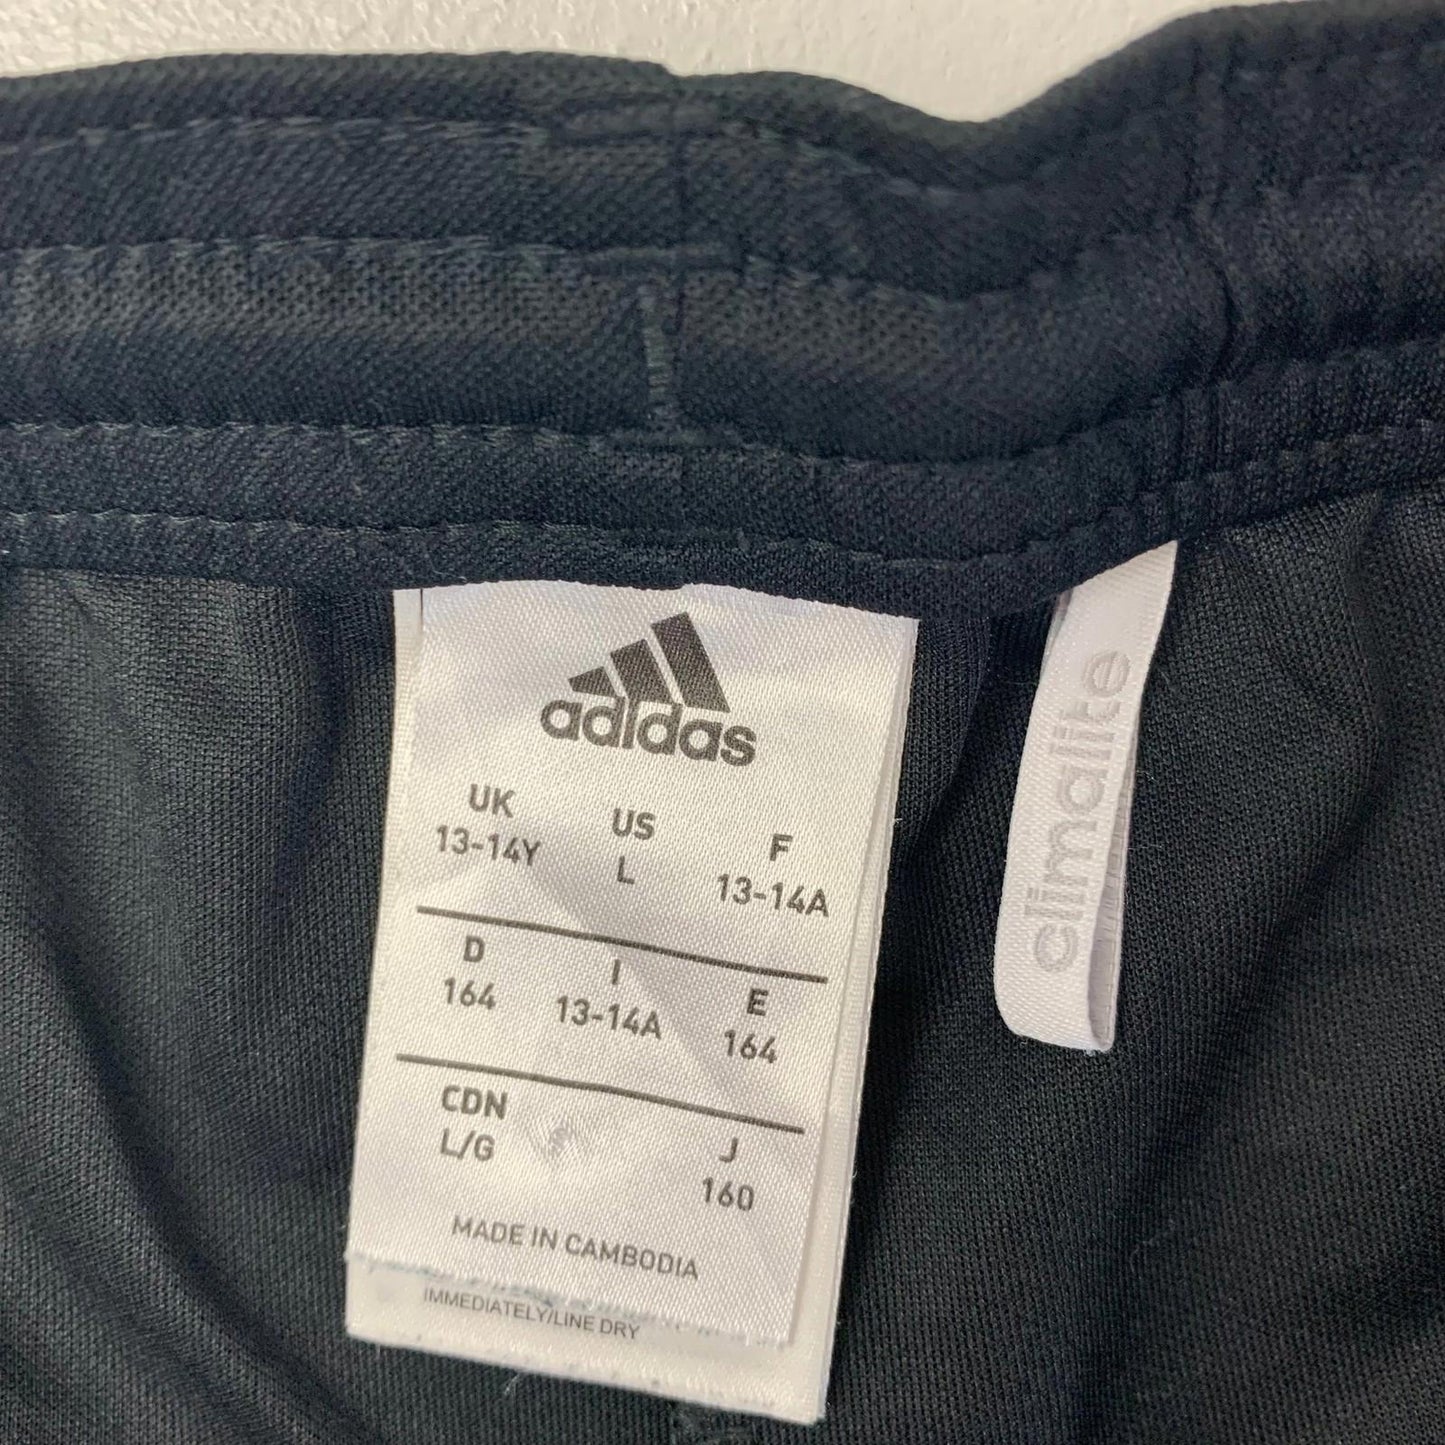 adidas
UK US F
13-14Y L 13-14A
D I E
164 13-14A 164
CDN J
L/G 160
MADE IN CAMBODIA
IMMEDIATELY/LINE DRY
climalite